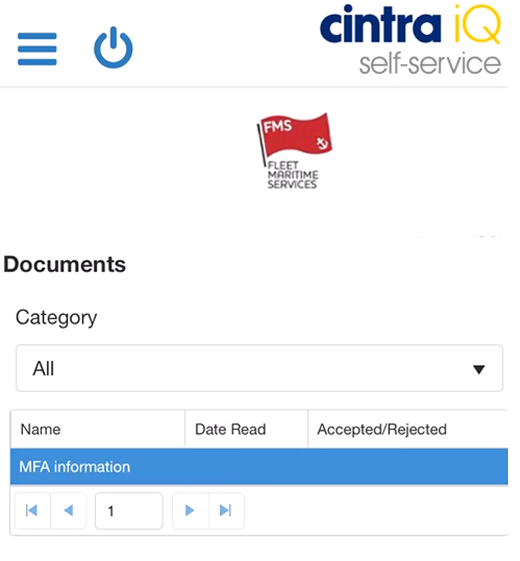 cintra iQ
self-service
FMS
FLEET
MARITIME
SERVICES
Documents
Category
All
Name Date Read Accepted/Rejected
MFA information
1